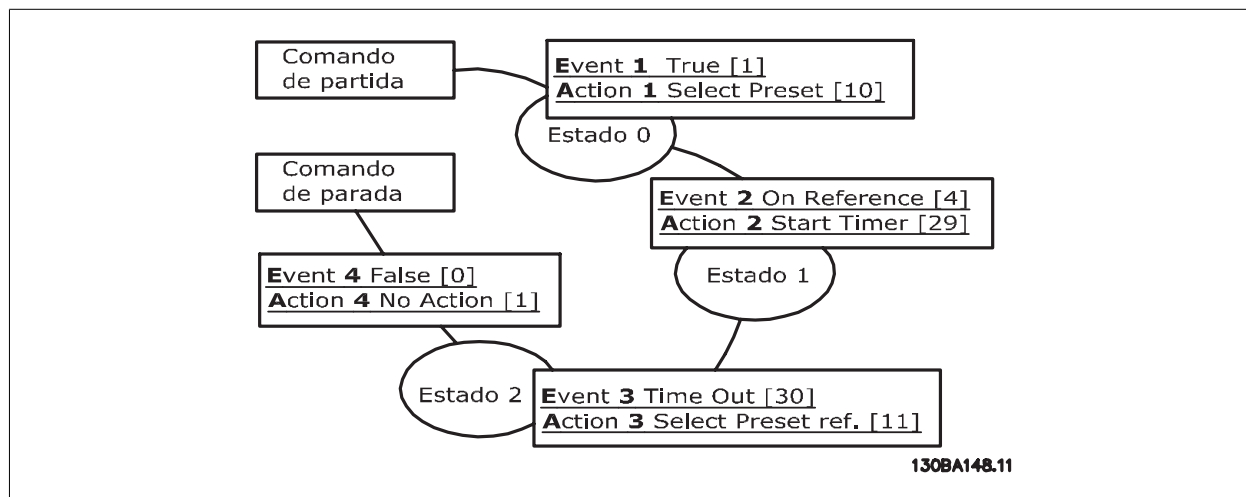 Comando
de partida
Event 1 True [1]
Action 1 Select Preset [10]
Estado 0
Comando
de parada
Event 2 On Reference [4]
Action 2 Start Timer [29]
Estado 1
Event 4 False [0]
Action 4 No Action [1]
Estado 2
Event 3 Time Out [30]
Action 3 Select Preset ref. [11]
130BA148.11